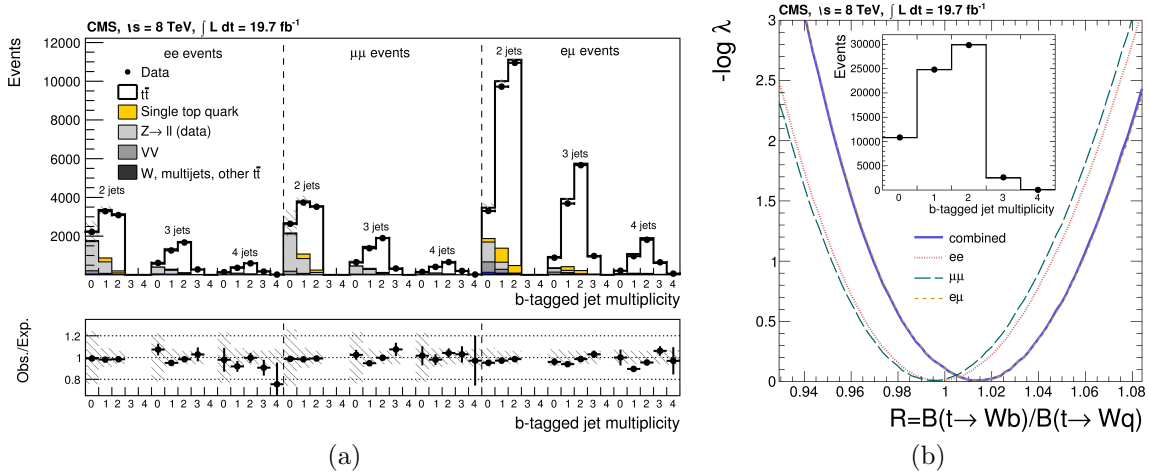 CMS, √s = 8 TeV, ∫ L dt = 19.7 fb⁻¹
Events
12000
10000
8000
6000
4000
2000
ee events
μμ events
eμ events
Data
tt̄
Single top quark
Z→ ll (data)
VV
W, multijets, other tt̄
2 jets
3 jets
4 jets
2 jets
3 jets
4 jets
2 jets
3 jets
4 jets
0 1 2 3 4 0 1 2 3 4 0 1 2 3 4 0 1 2 3 4 0 1 2 3 4 0 1 2 3 4 0 1 2 3 4 0 1 2 3 4 0 1 2 3 4
b-tagged jet multiplicity
Obs./Exp.
1.2
1
0.8
0 1 2 3 4 0 1 2 3 4 0 1 2 3 4 0 1 2 3 4 0 1 2 3 4 0 1 2 3 4 0 1 2 3 4 0 1 2 3 4 0 1 2 3 4
b-tagged jet multiplicity
(a)
CMS, √s = 8 TeV, ∫ L dt = 19.7 fb⁻¹
-log λ
3
2.5
2
1.5
1
0.5
0
Events
30000
25000
20000
15000
10000
5000
0
0 1 2 3 4
b-tagged jet multiplicity
combined
ee
μμ
eμ
0.94 0.96 0.98 1 1.02 1.04 1.06 1.08
R=B(t→ Wb)/B(t→ Wq)
(b)